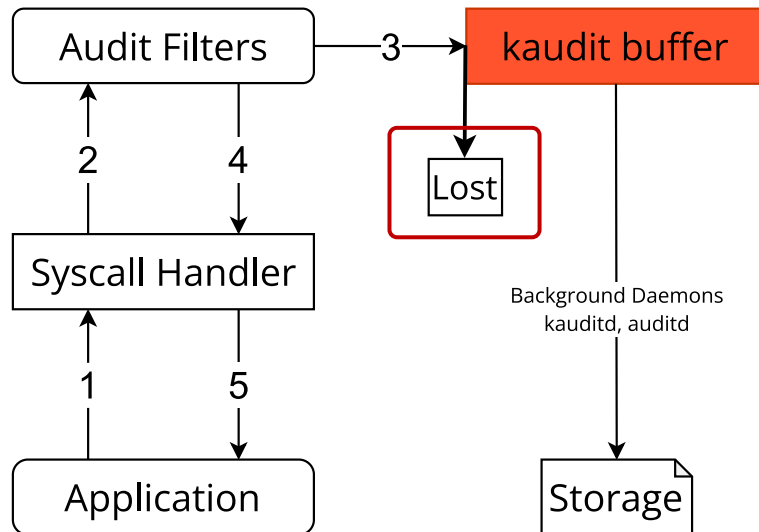 Audit Filters
3
kaudit buffer
2
4
Lost
Syscall Handler
Background Daemons
kauditd, auditd
1
5
Application
Storage